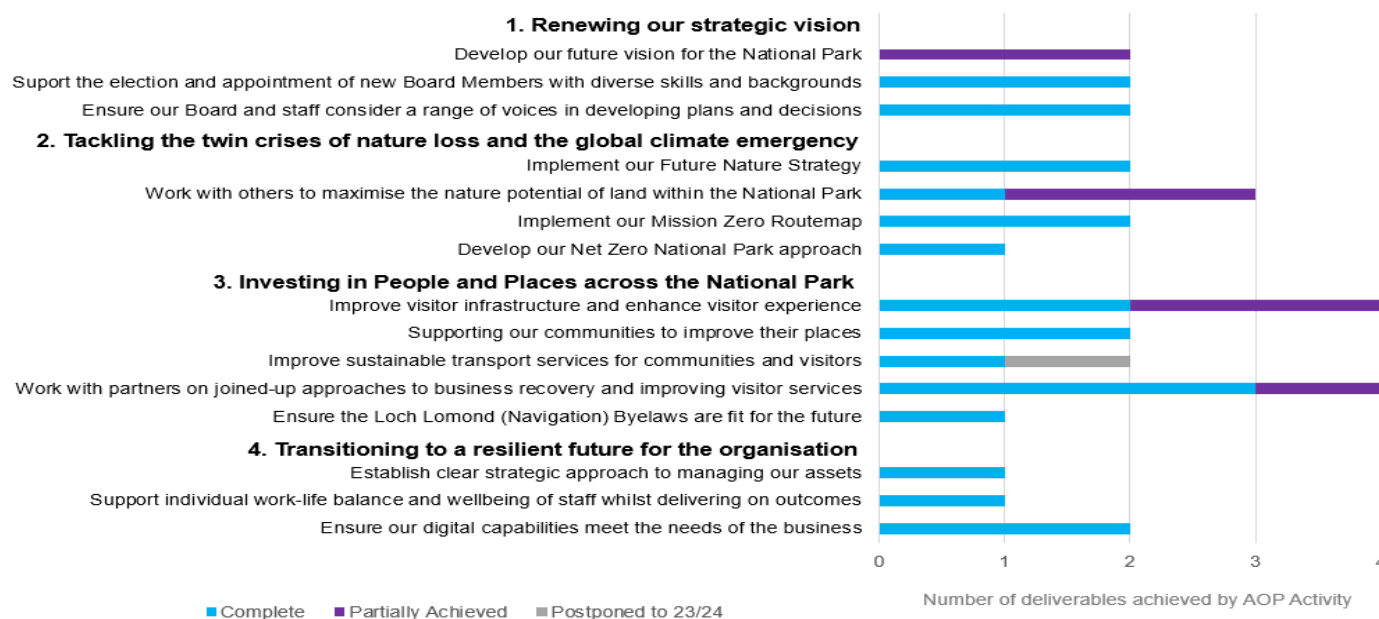 1. Renewing our strategic vision
Develop our future vision for the National Park
Suport the election and appointment of new Board Members with diverse skills and backgrounds
Ensure our Board and staff consider a range of voices in developing plans and decisions
2. Tackling the twin crises of nature loss and the global climate emergency
Implement our Future Nature Strategy
Work with others to maximise the nature potential of land within the National Park
Implement our Mission Zero Routemap
Develop our Net Zero National Park approach
3. Investing in People and Places across the National Park
Improve visitor infrastructure and enhance visitor experience
Supporting our communities to improve their places
Improve sustainable transport services for communities and visitors
Work with partners on joined-up approaches to business recovery and improving visitor services
Ensure the Loch Lomond (Navigation) Byelaws are fit for the future
4. Transitioning to a resilient future for the organisation
Establish clear strategic approach to managing our assets
Support individual work-life balance and wellbeing of staff whilst delivering on outcomes
Ensure our digital capabilities meet the needs of the business
0 1 2 3 4
Number of deliverables achieved by AOP Activity
Complete Partially Achieved Postponed to 23/24